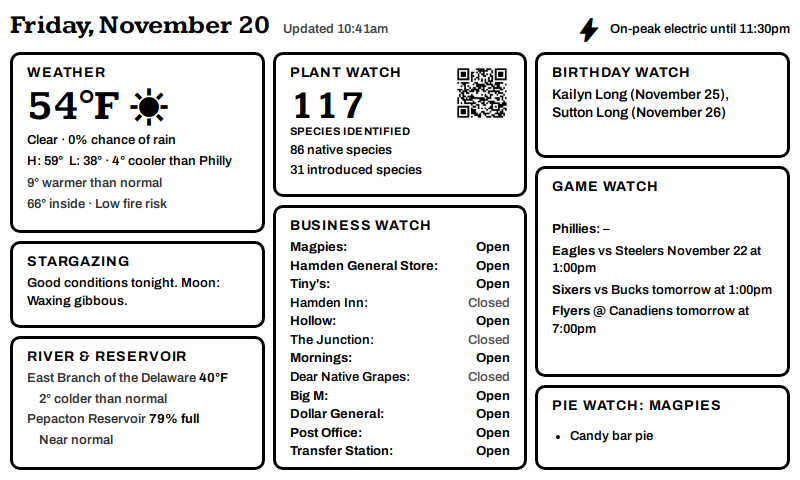 Friday, November 20 Updated 10:41am
On-peak electric until 11:30pm
WEATHER
54°F
Clear · 0% chance of rain
H: 59° L: 38° · 4° cooler than Philly
9° warmer than normal
66° inside · Low fire risk
STARGAZING
Good conditions tonight. Moon:
Waxing gibbous.
RIVER & RESERVOIR
East Branch of the Delaware 40°F
2° colder than normal
Pepacton Reservoir 79% full
Near normal
PLANT WATCH
117
SPECIES IDENTIFIED
86 native species
31 introduced species
BUSINESS WATCH
Magpies: Open
Hamden General Store: Open
Tiny's: Open
Hamden Inn: Closed
Hollow: Open
The Junction: Closed
Mornings: Open
Dear Native Grapes: Closed
Big M: Open
Dollar General: Open
Post Office: Open
Transfer Station: Open
BIRTHDAY WATCH
Kailyn Long (November 25),
Sutton Long (November 26)
GAME WATCH
Phillies: –
Eagles vs Steelers November 22 at
1:00pm
Sixers vs Bucks tomorrow at 1:00pm
Flyers @ Canadiens tomorrow at
7:00pm
PIE WATCH: MAGPIES
• Candy bar pie